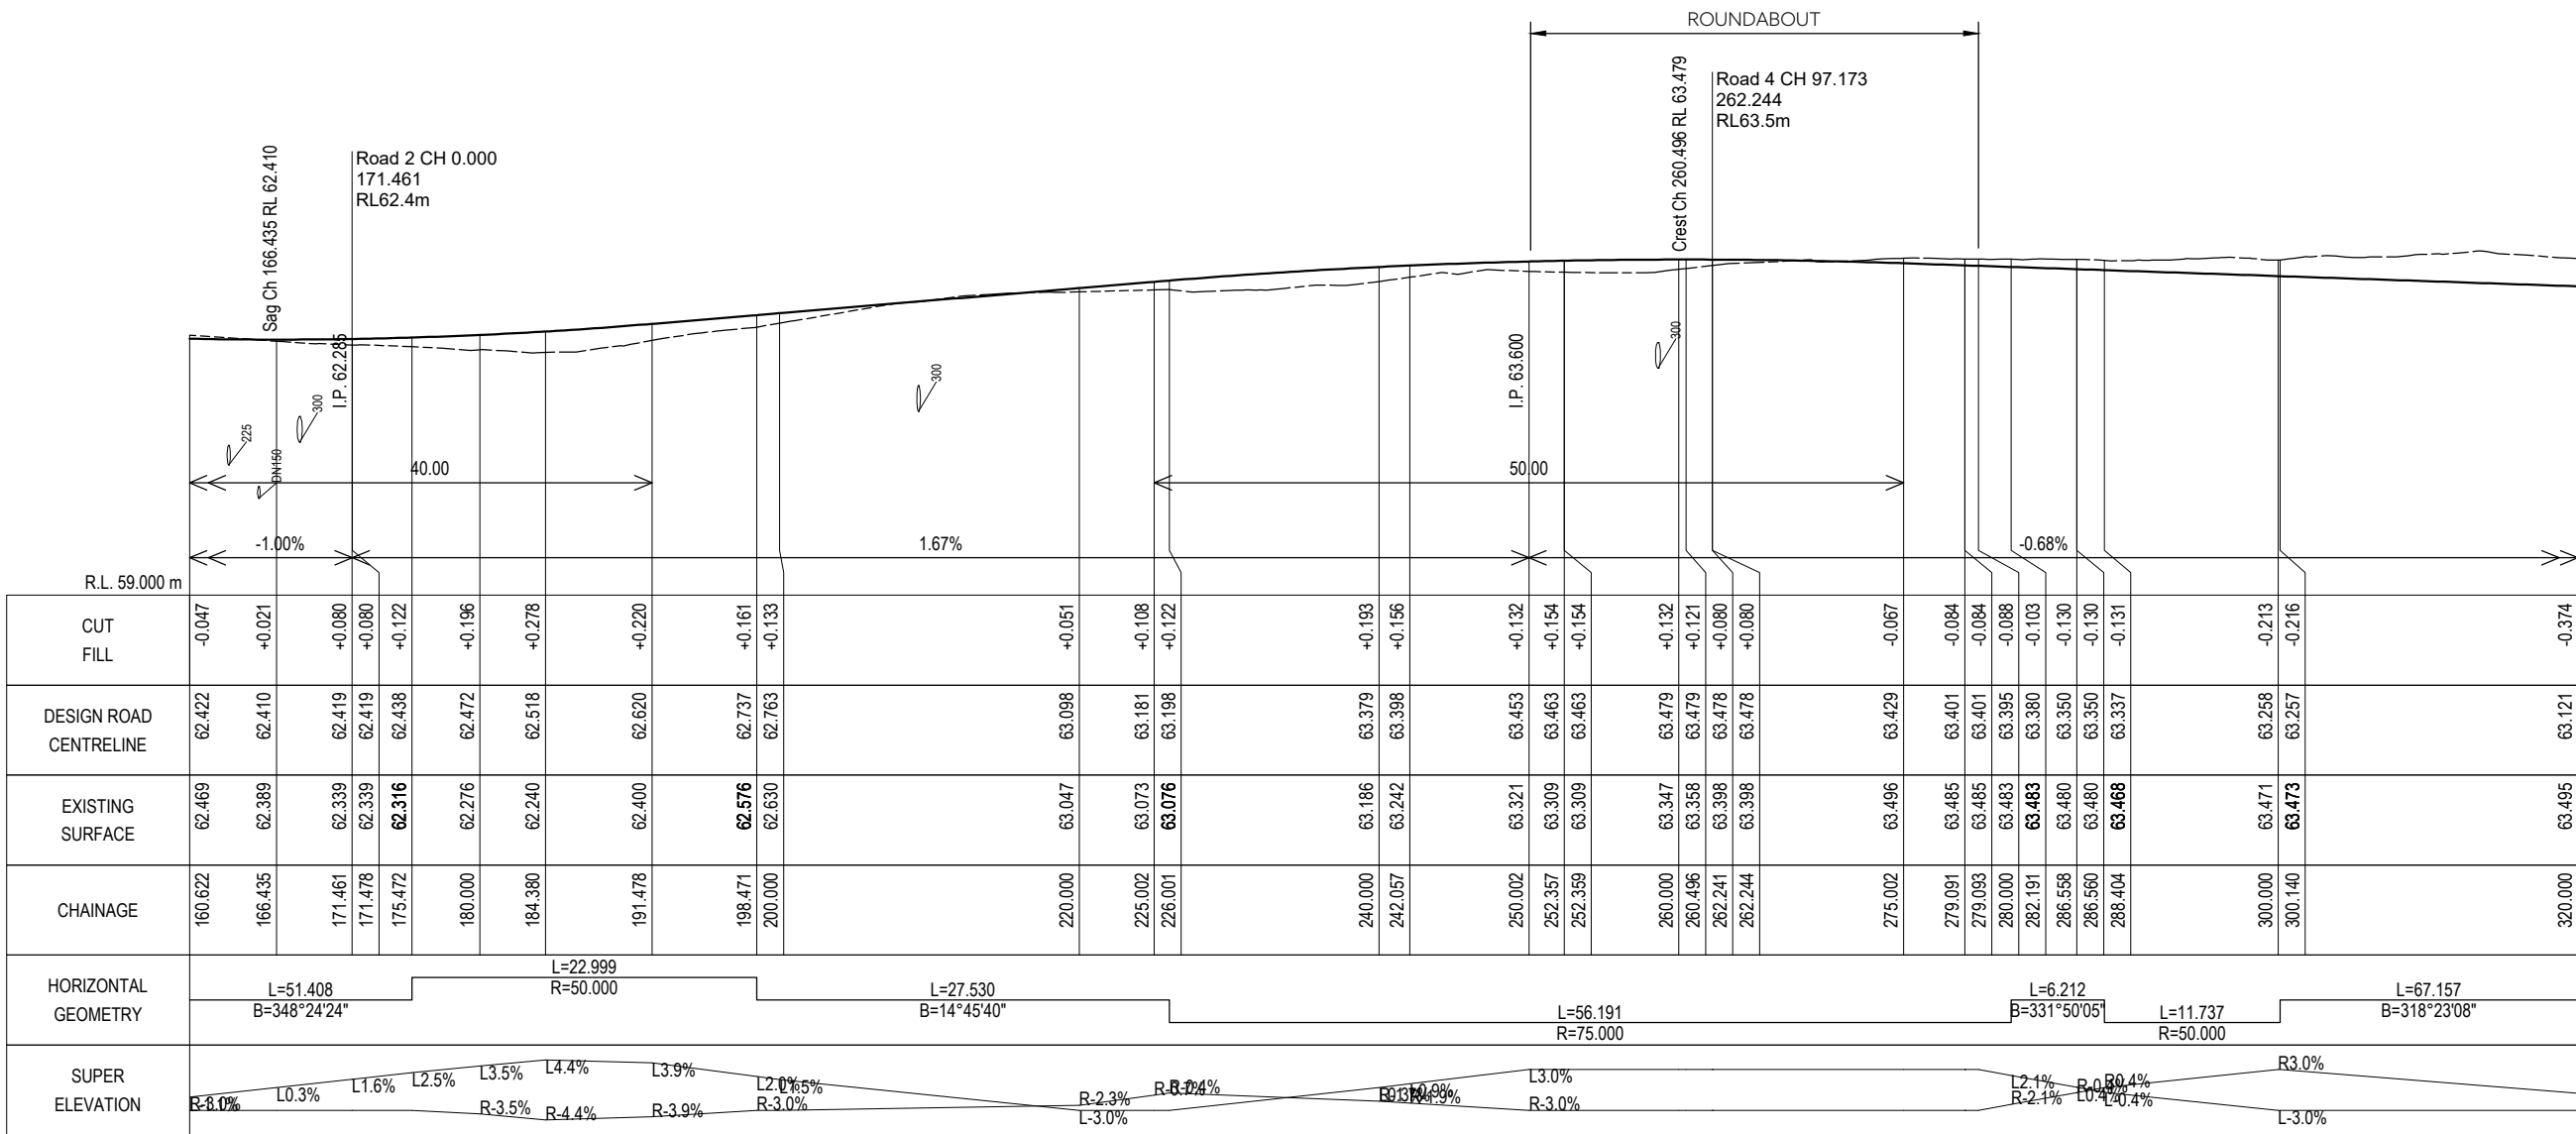 ROUNDABOUT
Sag Ch 166.435 RL 62.410
Road 2 CH 0.000
171.461
RL62.4m
Crest Ch 260.496 RL 63.479
Road 4 CH 97.173
262.244
RL63.5m
I.P. 62.285
I.P. 63.600
225
300
DN150
300
300
40.00
50.00
-1.00%
1.67%
-0.68%
R.L. 59.000 m
CUT
FILL
-0.047 +0.021 +0.080 +0.080 +0.122 +0.196 +0.278 +0.220 +0.161 +0.133 +0.051 +0.108 +0.122 +0.193 +0.156 +0.132 +0.154 +0.154 +0.132 +0.121 +0.080 +0.080 -0.067 -0.084 -0.084 -0.088 -0.103 -0.130 -0.130 -0.131 -0.213 -0.216 -0.374
DESIGN ROAD
CENTRELINE
62.422 62.410 62.419 62.419 62.438 62.472 62.518 62.620 62.737 62.763 63.098 63.181 63.198 63.379 63.398 63.453 63.463 63.463 63.479 63.479 63.478 63.478 63.429 63.401 63.401 63.395 63.380 63.350 63.350 63.337 63.258 63.257 63.121
EXISTING
SURFACE
62.469 62.389 62.339 62.339 62.316 62.276 62.240 62.400 62.576 62.630 63.047 63.073 63.076 63.186 63.242 63.321 63.309 63.309 63.347 63.358 63.398 63.398 63.496 63.485 63.485 63.483 63.483 63.480 63.480 63.468 63.471 63.473 63.495
CHAINAGE
160.622 166.435 171.461 171.478 175.472 180.000 184.380 191.478 198.471 200.000 220.000 225.002 226.001 240.000 242.057 250.002 252.357 252.359 260.000 260.496 262.241 262.244 275.002 279.091 279.093 280.000 282.191 286.558 286.560 288.404 300.000 300.140 320.000
HORIZONTAL
GEOMETRY
L=51.408
B=348°24'24"
L=22.999
R=50.000
L=27.530
B=14°45'40"
L=56.191
R=75.000
L=6.212
B=331°50'05"
L=11.737
R=50.000
L=67.157
B=318°23'08"
SUPER
ELEVATION
R-3.0% L0.3% L1.6% L2.5% L3.5% L4.4% L3.9% L2.0% L1.5% R-2.3% R-0.4% L0.9% L3.0% L2.1% R0.4% R3.0%
R-3.5% R-4.4% R-3.9% R-3.0% L-3.0% R-1.9% R-3.0% R-2.1% L0.4% L-0.4% L-3.0%